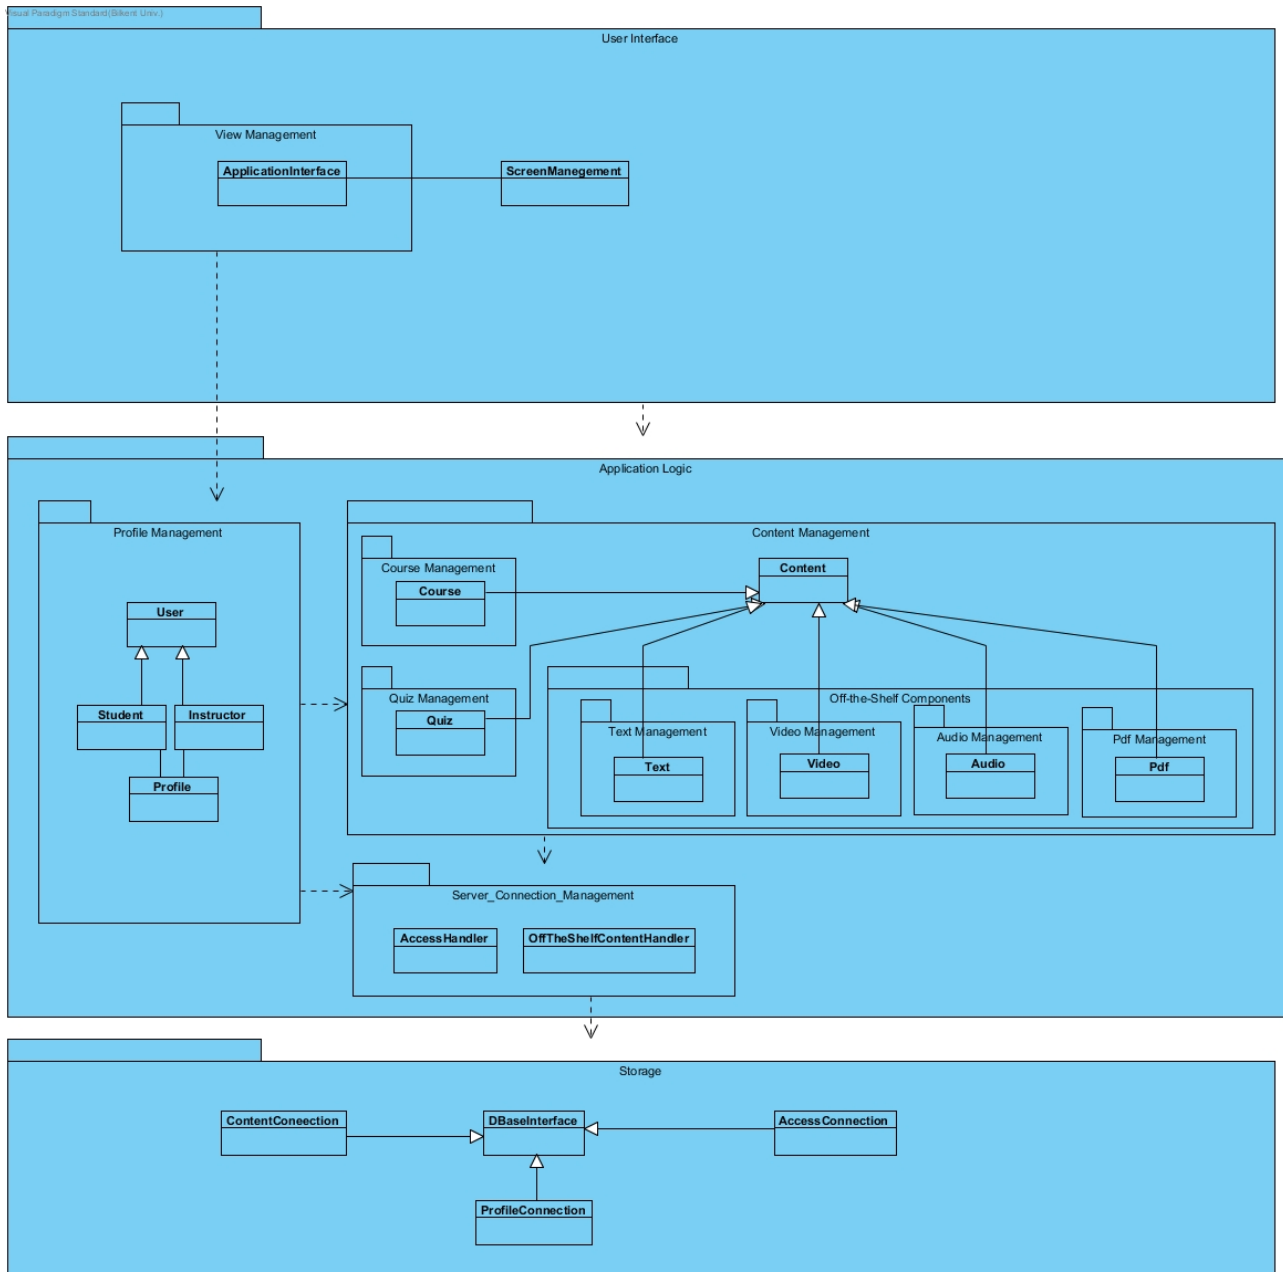 Visual Paradigm Standard(Bilkent Univ.)
User Interface
View Management
ApplicationInterface
ScreenManegement
Application Logic
Profile Management
User
Student
Instructor
Profile
Content Management
Content
Course Management
Course
Quiz Management
Quiz
Off-the-Shelf Components
Text Management
Text
Video Management
Video
Audio Management
Audio
Pdf Management
Pdf
Server_Connection_Management
AccessHandler
OffTheShelfContentHandler
Storage
ContentConeection
DBaseInterface
AccessConnection
ProfileConnection